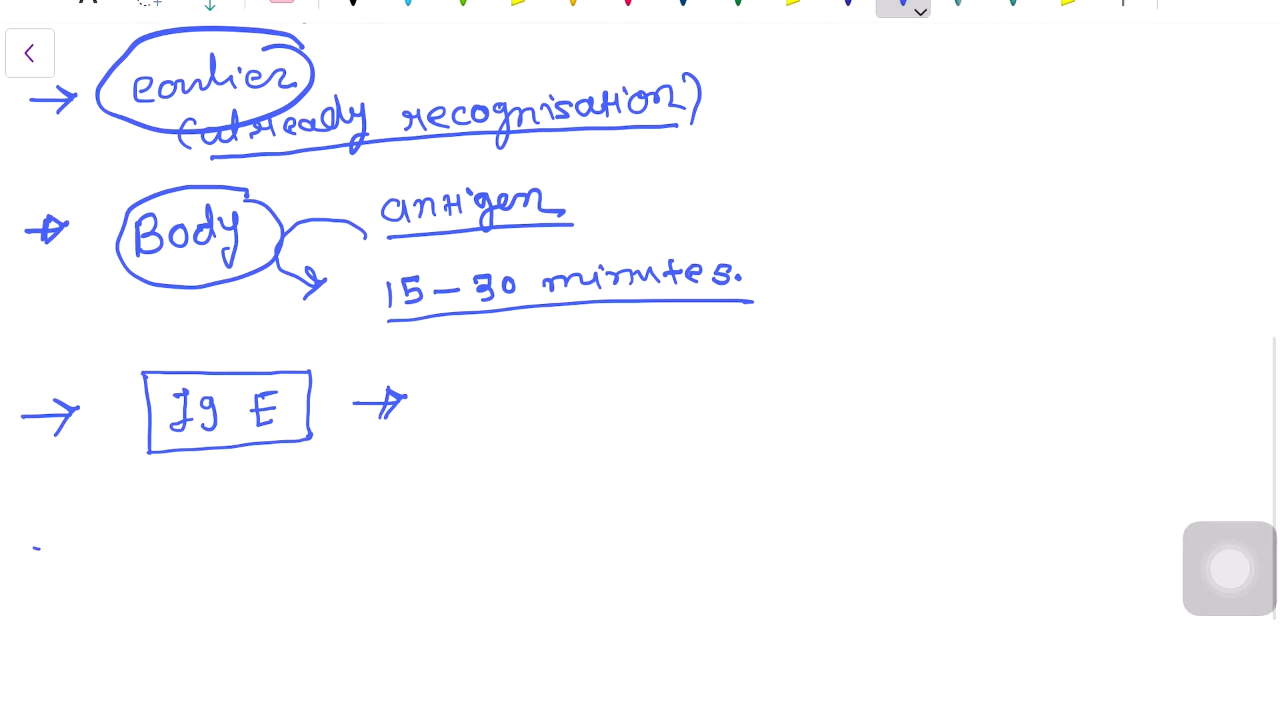 → earlier
(already recognisation)
→ Body antigen
15-30 minutes.
→ Ig E →